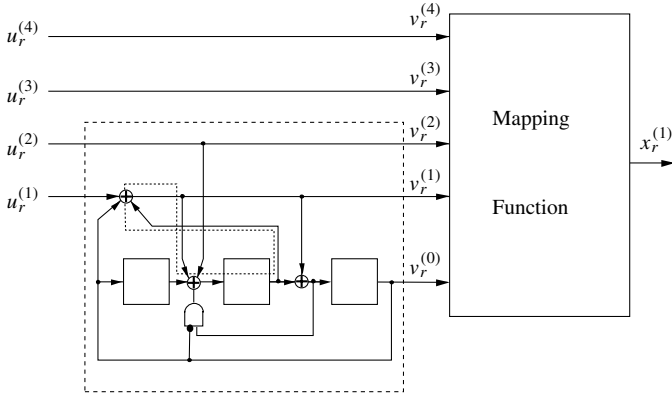 u_r^{(4)} v_r^{(4)}
u_r^{(3)} v_r^{(3)}
u_r^{(2)} v_r^{(2)}
u_r^{(1)} v_r^{(1)}
v_r^{(0)}
Mapping
Function
x_r^{(1)}